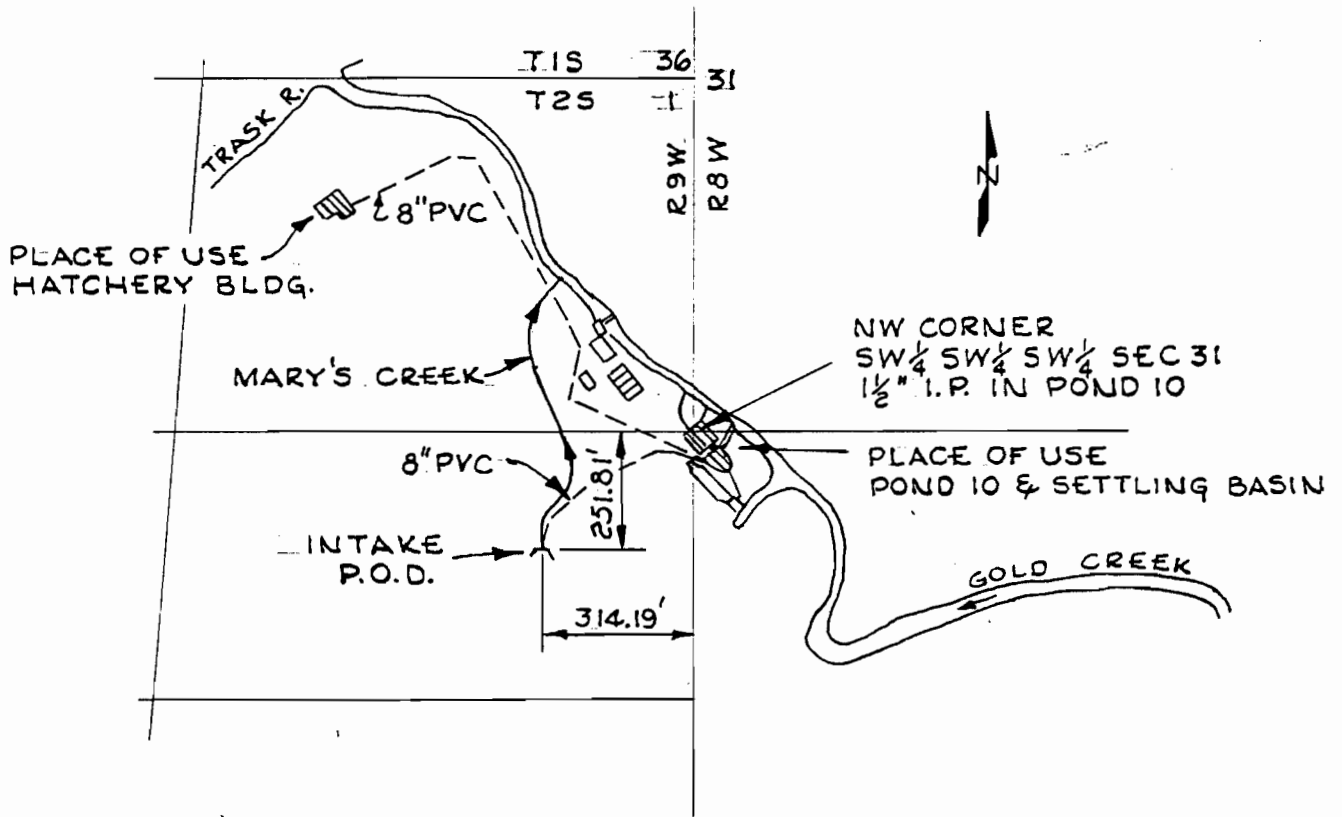 T.1S 36 31
T2S 1
TRASK R.
R9W
R8W
N
8" PVC
PLACE OF USE
HATCHERY BLDG.
NW CORNER
SW¼ SW¼ SW¼ SEC 31
1½" I.P. IN POND 10
MARY'S CREEK
8" PVC
251.81'
PLACE OF USE
POND 10 & SETTLING BASIN
INTAKE
P.O.D.
GOLD CREEK
314.19'